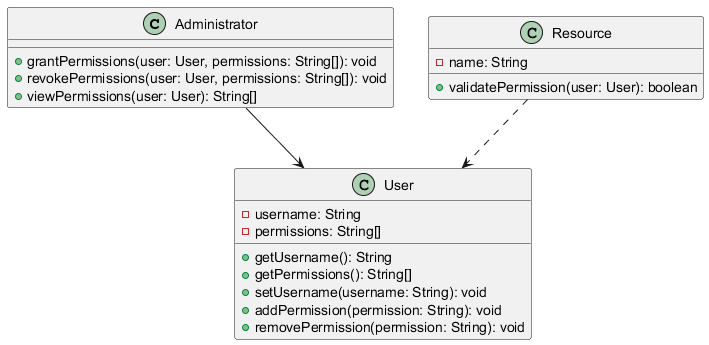 C Administrator
grantPermissions(user: User, permissions: String[]): void
revokePermissions(user: User, permissions: String[]): void
viewPermissions(user: User): String[]
C Resource
name: String
validatePermission(user: User): boolean
C User
username: String
permissions: String[]
getUsername(): String
getPermissions(): String[]
setUsername(username: String): void
addPermission(permission: String): void
removePermission(permission: String): void